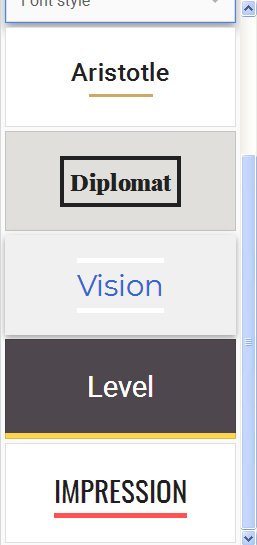 Font style
Aristotle
Diplomat
Vision
Level
IMPRESSION